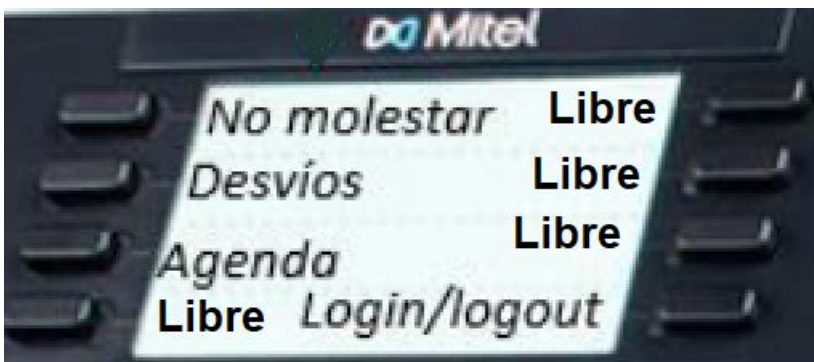 Mitel
No molestar Libre
Desvíos Libre
Agenda Libre
Libre Login/logout